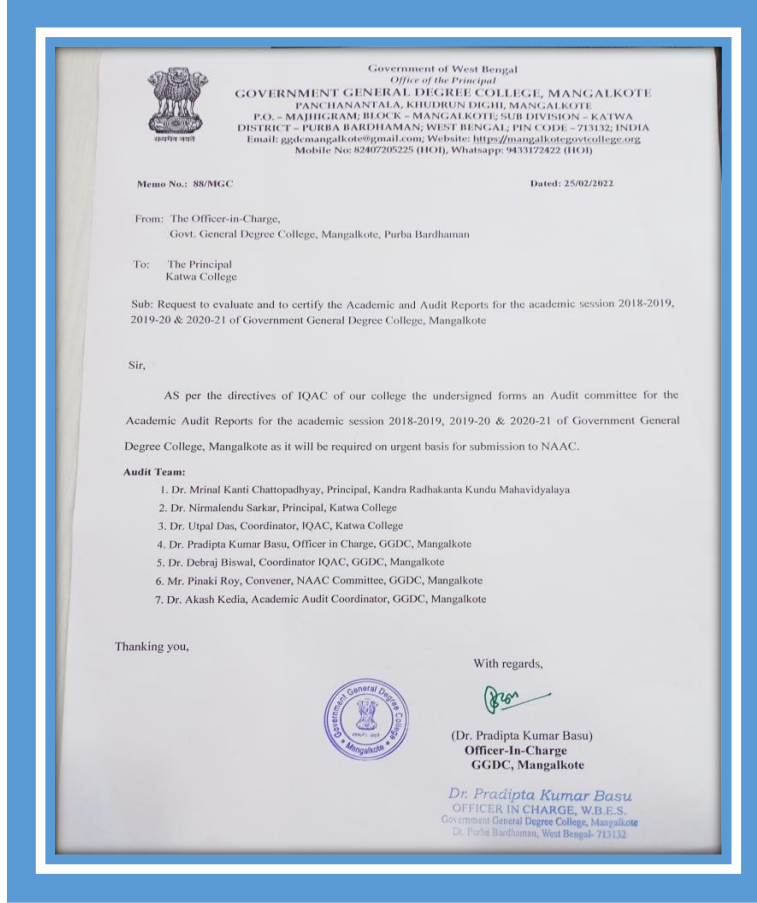 Government of West Bengal
Office of the Principal
GOVERNMENT GENERAL DEGREE COLLEGE, MANGALKOTE
PANCHANANTALA, KHUDRUN DIGHI, MANGALKOTE
P.O. – MAJHIGRAM; BLOCK – MANGALKOTE; SUB DIVISION – KATWA
DISTRICT – PURBA BARDHAMAN; WEST BENGAL; PIN CODE – 713132; INDIA
सत्यमेव जयते
Email: ggdcmangalkote@gmail.com; Website: https://mangalkotegovtcollege.org
Mobile No: 82407205225 (HOI), Whatsapp: 9433172422 (HOI)
Memo No.: 88/MGC Dated: 25/02/2022
From: The Officer-in-Charge,
Govt. General Degree College, Mangalkote, Purba Bardhaman
To: The Principal
Katwa College
Sub: Request to evaluate and to certify the Academic and Audit Reports for the academic session 2018-2019,
2019-20 & 2020-21 of Government General Degree College, Mangalkote
Sir,
AS per the directives of IQAC of our college the undersigned forms an Audit committee for the
Academic Audit Reports for the academic session 2018-2019, 2019-20 & 2020-21 of Government General
Degree College, Mangalkote as it will be required on urgent basis for submission to NAAC.
Audit Team:
1. Dr. Mrinal Kanti Chattopadhyay, Principal, Kandra Radhakanta Kundu Mahavidyalaya
2. Dr. Nirmalendu Sarkar, Principal, Katwa College
3. Dr. Utpal Das, Coordinator, IQAC, Katwa College
4. Dr. Pradipta Kumar Basu, Officer in Charge, GGDC, Mangalkote
5. Dr. Debraj Biswal, Coordinator IQAC, GGDC, Mangalkote
6. Mr. Pinaki Roy, Convener, NAAC Committee, GGDC, Mangalkote
7. Dr. Akash Kedia, Academic Audit Coordinator, GGDC, Mangalkote
Thanking you,
With regards,
Government General Degree College
Mangalkote
(Dr. Pradipta Kumar Basu)
Officer-In-Charge
GGDC, Mangalkote
Dr. Pradipta Kumar Basu
OFFICER IN CHARGE, W.B.E.S.
Government General Degree College, Mangalkote
Dt. Purba Bardhaman, West Bengal- 713132